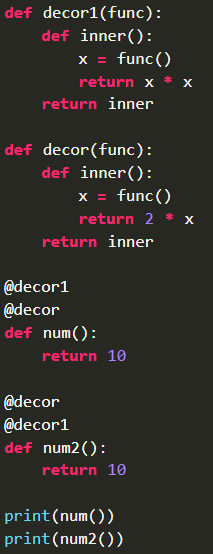 def decor1(func):
    def inner():
        x = func()
        return x * x
    return inner

def decor(func):
    def inner():
        x = func()
        return 2 * x
    return inner

@decor1
@decor
def num():
    return 10

@decor
@decor1
def num2():
    return 10

print(num())
print(num2())